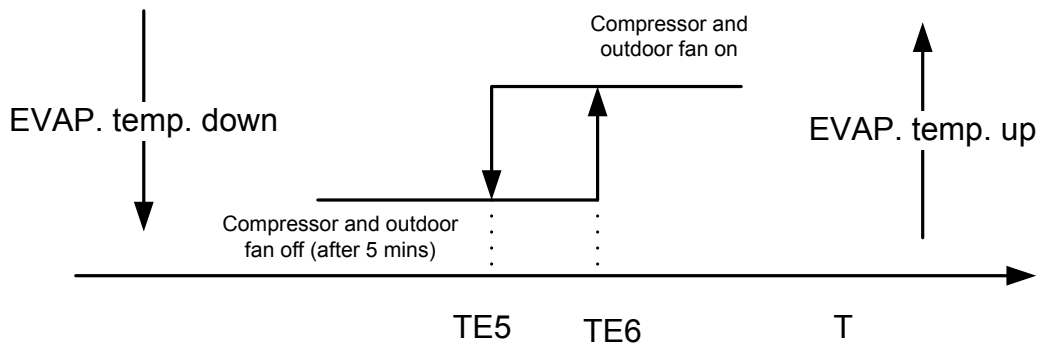 Compressor and
outdoor fan on
EVAP. temp. down
EVAP. temp. up
Compressor and outdoor
fan off (after 5 mins)
TE5
TE6
T